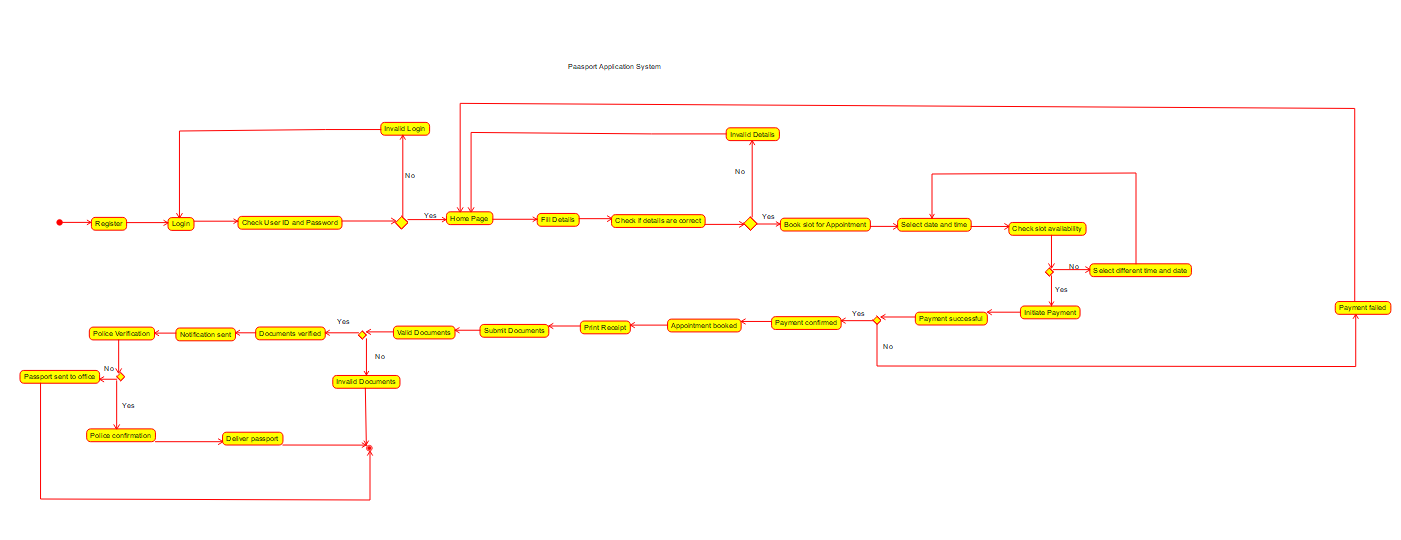 Paasport Application System
Invalid Login
Invalid Details
No
No
Register
Login
Check User ID and Password
Yes
Home Page
Fill Details
Check if details are correct
Yes
Book slot for Appointment
Select date and time
Check slot availability
No
Select different time and date
Yes
Initiate Payment
Payment failed
Payment successful
Yes
Payment confirmed
No
Appointment booked
Print Receipt
Submit Documents
Valid Documents
Yes
No
Documents verified
Notification sent
Police Verification
No
Passport sent to office
Invalid Documents
Yes
Police confirmation
Deliver passport